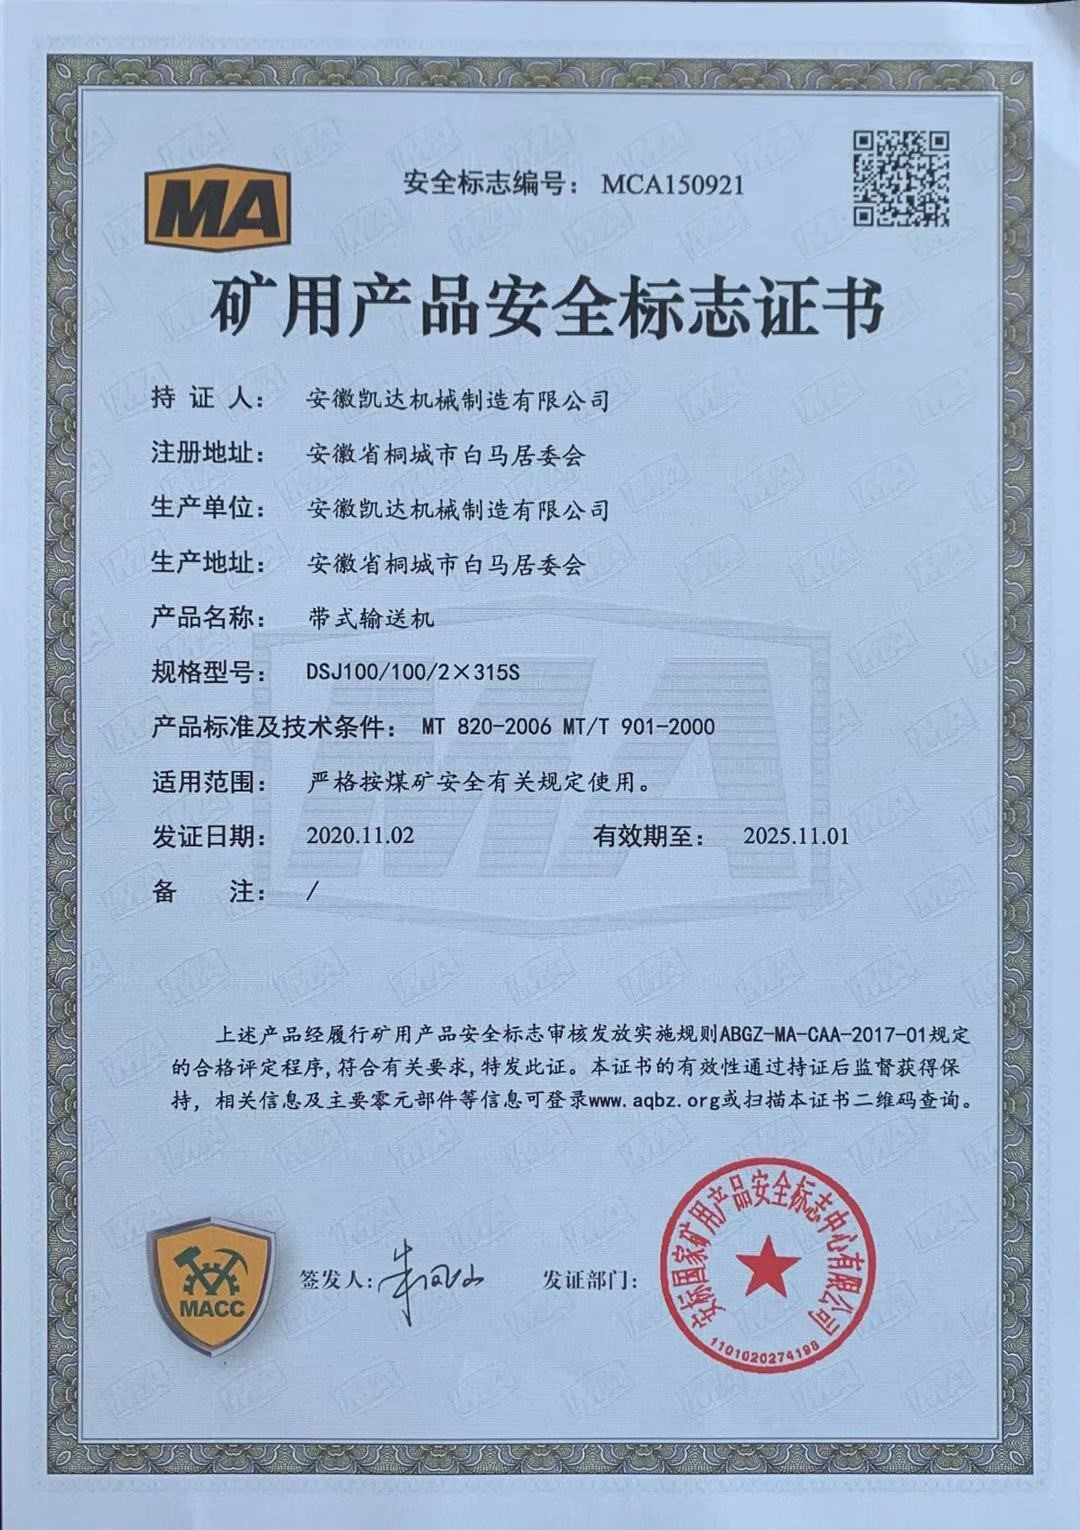 MA
安全标志编号： MCA150921
矿用产品安全标志证书
持 证 人： 安徽凯达机械制造有限公司
注册地址： 安徽省桐城市白马居委会
生产单位： 安徽凯达机械制造有限公司
生产地址： 安徽省桐城市白马居委会
产品名称： 带式输送机
规格型号： DSJ100/100/2×315S
产品标准及技术条件： MT 820-2006 MT/T 901-2000
适用范围： 严格按煤矿安全有关规定使用。
发证日期： 2020.11.02 有效期至： 2025.11.01
备 注： /
上述产品经履行矿用产品安全标志审核发放实施规则ABGZ-MA-CAA-2017-01规定
的合格评定程序,符合有关要求,特发此证。本证书的有效性通过持证后监督获得保
持，相关信息及主要零元部件等信息可登录www.aqbz.org或扫描本证书二维码查询。
MACC
签发人： 发证部门：
安标国家矿用产品安全标志中心有限公司
1101020274198